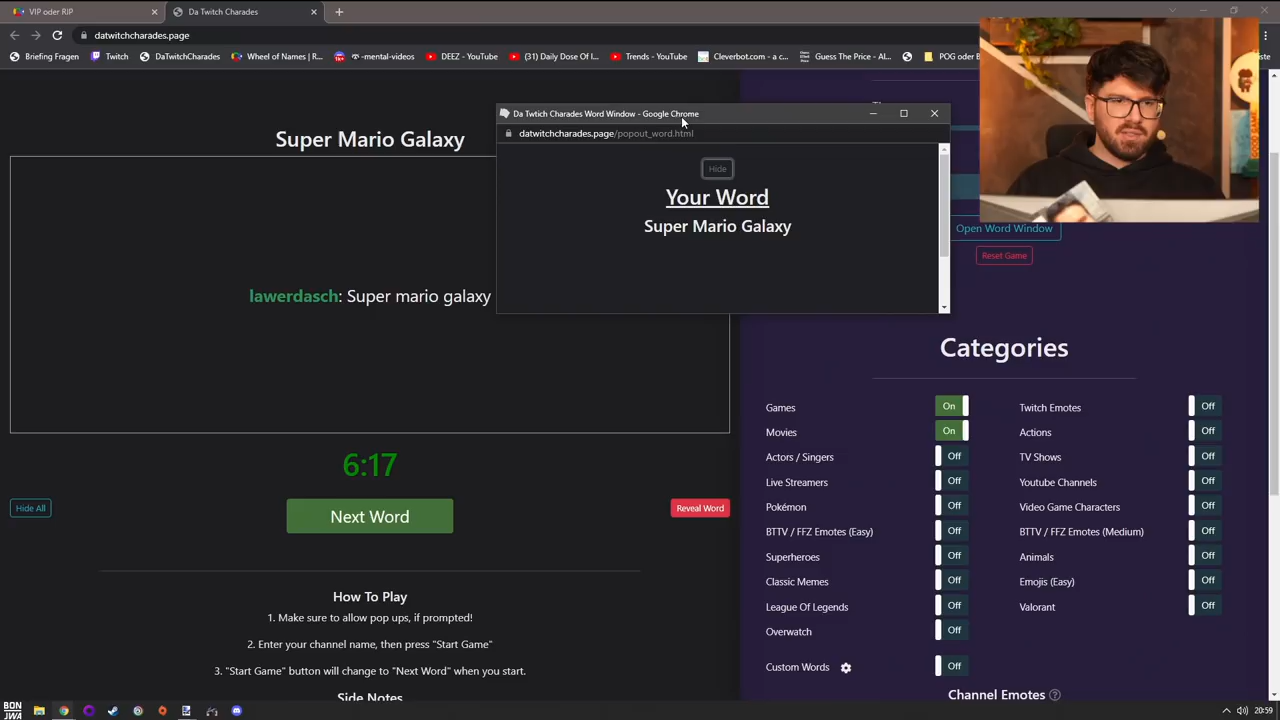 VIP oder RIP
Da Twitch Charades
datwitchcharades.page
Briefing Fragen
Twitch
DaTwitchCharades
Wheel of Names | R...
-mental-videos
DEEZ - YouTube
(31) Daily Dose Of I...
Trends - YouTube
Cleverbot.com - a c...
Guess The Price - Al...
POG oder B
Super Mario Galaxy
Da Twtich Charades Word Window - Google Chrome
datwitchcharades.page/popout_word.html
Hide
Your Word
Super Mario Galaxy
lawerdasch: Super mario galaxy
Open Word Window
Reset Game
6:17
Hide All
Next Word
Reveal Word
How To Play
1. Make sure to allow pop ups, if prompted!
2. Enter your channel name, then press "Start Game"
3. "Start Game" button will change to "Next Word" when you start.
Side Notes
Categories
Games On
Twitch Emotes Off
Movies On
Actions Off
Actors / Singers Off
TV Shows Off
Live Streamers Off
Youtube Channels Off
Pokémon Off
Video Game Characters Off
BTTV / FFZ Emotes (Easy) Off
BTTV / FFZ Emotes (Medium) Off
Superheroes Off
Animals Off
Classic Memes Off
Emojis (Easy) Off
League Of Legends Off
Valorant Off
Overwatch Off
Custom Words Off
Channel Emotes
BON
JWA
20:59